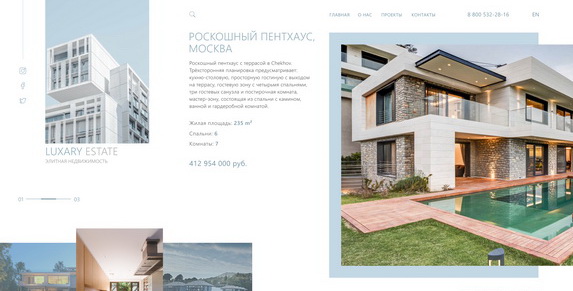 ГЛАВНАЯ О НАС ПРОЕКТЫ КОНТАКТЫ 8 800 532-28-16 EN
РОСКОШНЫЙ ПЕНТХАУС,
МОСКВА
Роскошный пентхаус с террасой в Chekhov.
Трёхсторонняя планировка предусматривает:
кухню-столовую, просторную гостиную с выходом
на террасу, гостевую зону с четырьмя спальнями,
три гостевых санузла и постирочная комната,
мастер-зону, состоящая из спальни с камином,
ванной и гардеробной комнатой.
Жилая площадь: 235 m²
Спальни: 6
Комнаты: 7
412 954 000 руб.
LUXARY ESTATE
ЭЛИТНАЯ НЕДВИЖИМОСТЬ
01 03